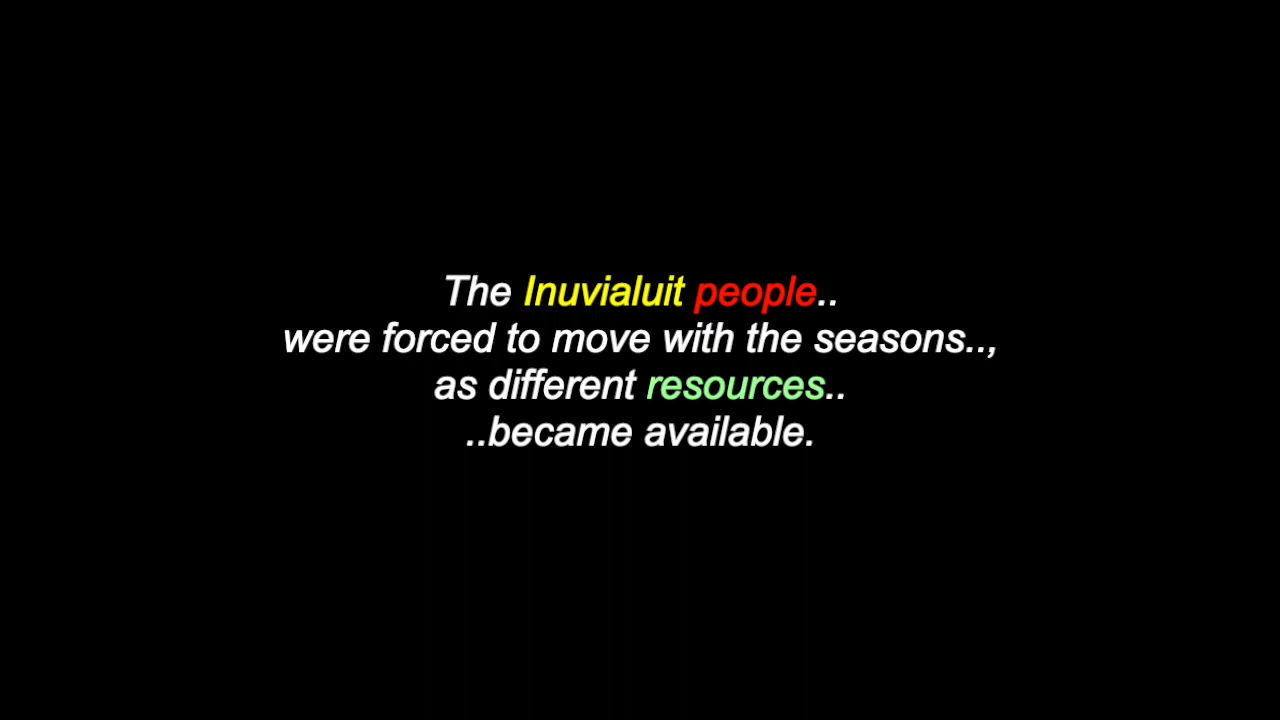 The Inuvialuit people..
were forced to move with the seasons..,
as different resources..
..became available.